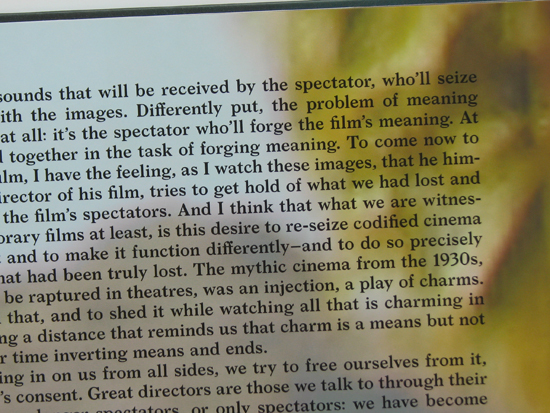 sounds that will be received by the spectator, who'll seize
with the images. Differently put, the problem of meaning
at all: it's the spectator who'll forge the film's meaning. At
together in the task of forging meaning. To come now to
film, I have the feeling, as I watch these images, that he him-
director of his film, tries to get hold of what we had lost and
the film's spectators. And I think that what we are witnes-
orary films at least, is this desire to re-seize codified cinema
and to make it function differently—and to do so precisely
hat had been truly lost. The mythic cinema from the 1930s,
be raptured in theatres, was an injection, a play of charms.
that, and to shed it while watching all that is charming in
ng a distance that reminds us that charm is a means but not
r time inverting means and ends.
ing in on us from all sides, we try to free ourselves from it,
's consent. Great directors are those we talk to through their
spectators, or only spectators: we have become